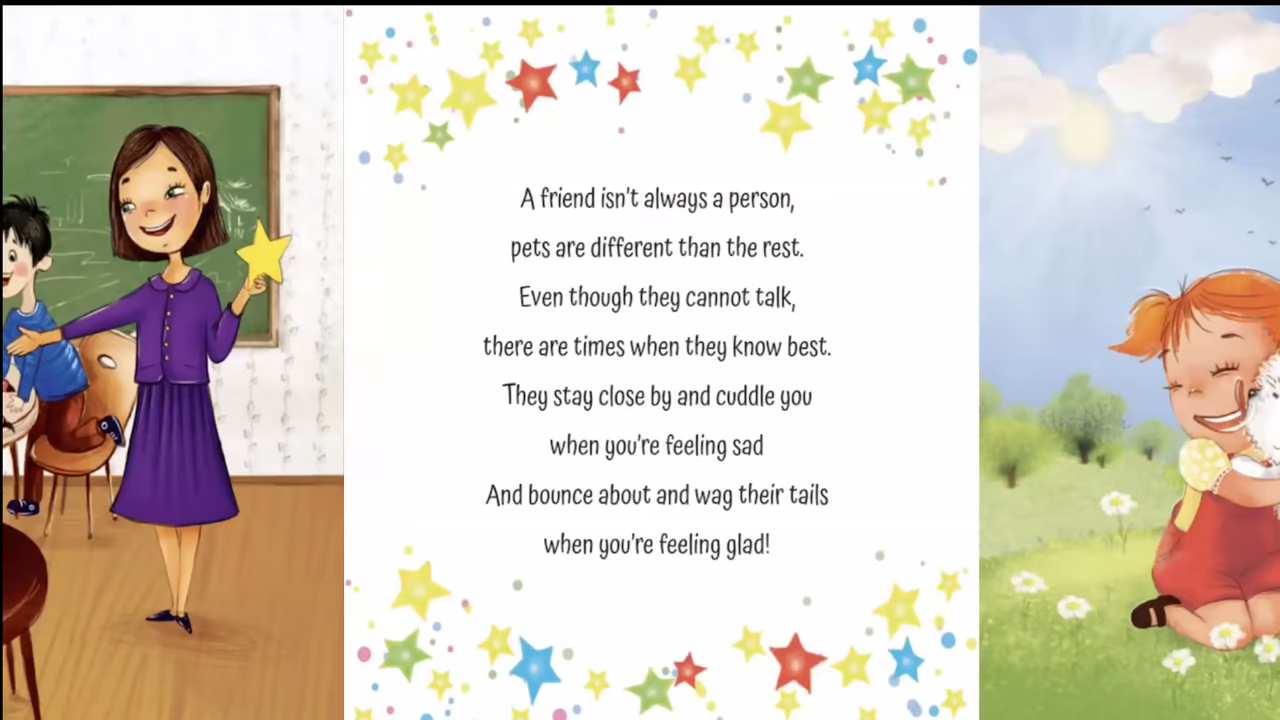 A friend isn't always a person,
pets are different than the rest.
Even though they cannot talk,
there are times when they know best.
They stay close by and cuddle you
when you're feeling sad
And bounce about and wag their tails
when you're feeling glad!